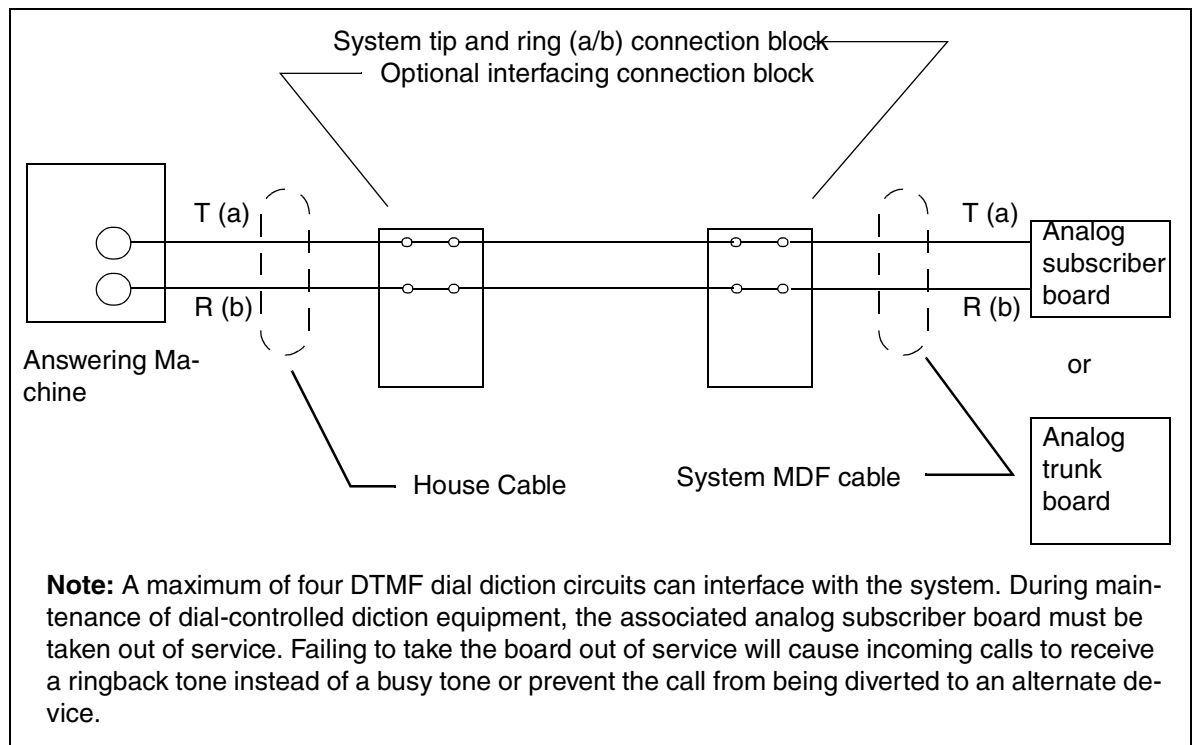 System tip and ring (a/b) connection block
Optional interfacing connection block
T (a)
T (a)
Analog
subscriber
board
R (b)
R (b)
Answering Ma-
chine
or
Analog
trunk
board
House Cable
System MDF cable
Note: A maximum of four DTMF dial diction circuits can interface with the system. During main-
tenance of dial-controlled diction equipment, the associated analog subscriber board must be
taken out of service. Failing to take the board out of service will cause incoming calls to receive
a ringback tone instead of a busy tone or prevent the call from being diverted to an alternate de-
vice.